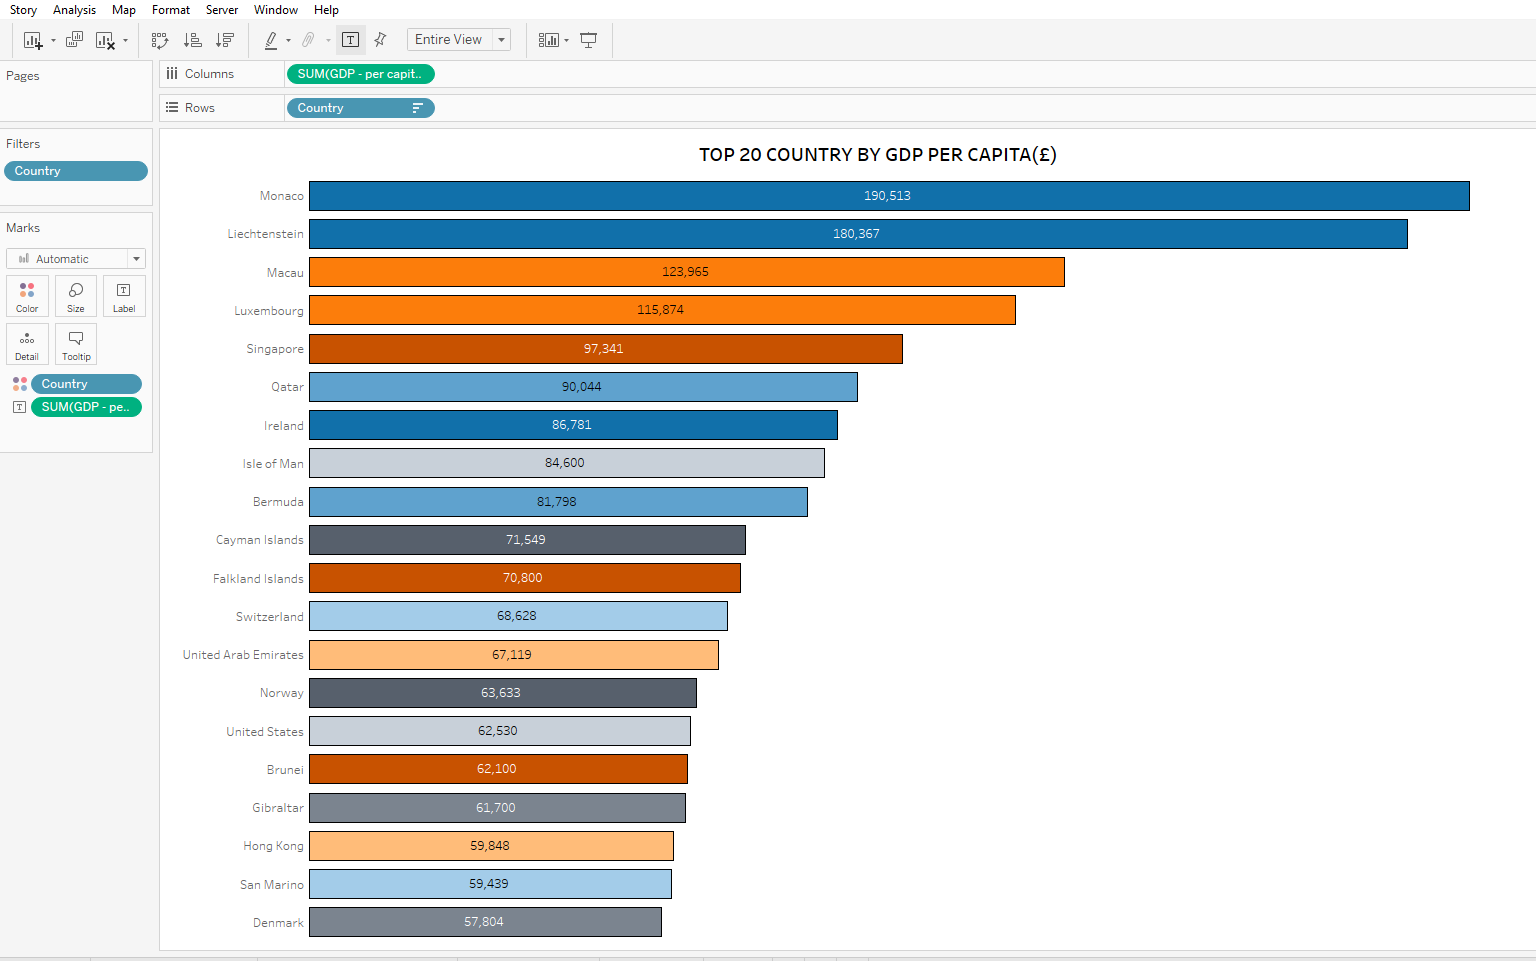 Story Analysis Map Format Server Window Help
Entire View
Pages
Columns
SUM(GDP - per capit..
Rows
Country
Filters
Country
Marks
Automatic
Color Size Label
Detail Tooltip
Country
SUM(GDP - pe..
TOP 20 COUNTRY BY GDP PER CAPITA(£)
Monaco 190,513
Liechtenstein 180,367
Macau 123,965
Luxembourg 115,874
Singapore 97,341
Qatar 90,044
Ireland 86,781
Isle of Man 84,600
Bermuda 81,798
Cayman Islands 71,549
Falkland Islands 70,800
Switzerland 68,628
United Arab Emirates 67,119
Norway 63,633
United States 62,530
Brunei 62,100
Gibraltar 61,700
Hong Kong 59,848
San Marino 59,439
Denmark 57,804